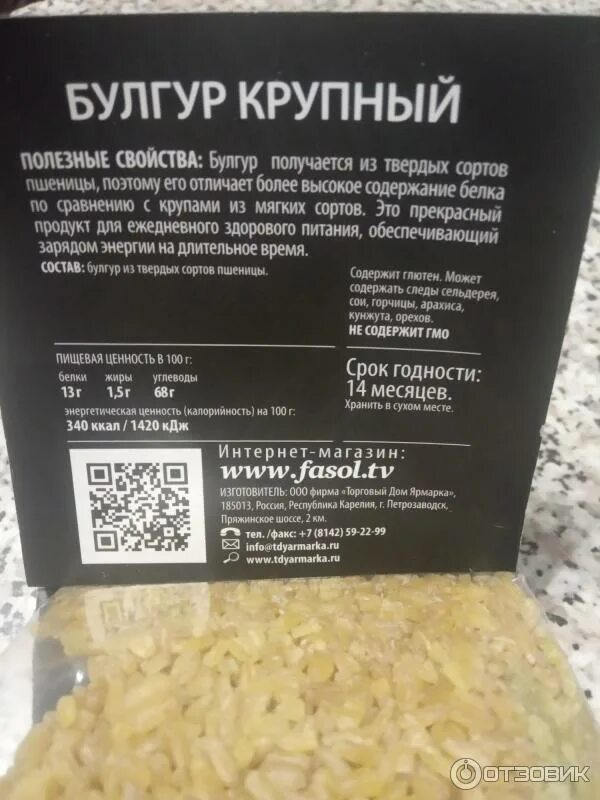 БУЛГУР КРУПНЫЙ
ПОЛЕЗНЫЕ СВОЙСТВА: Булгур получается из твердых сортов
пшеницы, поэтому его отличает более высокое содержание белка
по сравнению с крупами из мягких сортов. Это прекрасный
продукт для ежедневного здорового питания, обеспечивающий
зарядом энергии на длительное время.
СОСТАВ: булгур из твердых сортов пшеницы.
Содержит глютен. Может
содержать следы сельдерея,
сои, горчицы, арахиса,
кунжута, орехов.
НЕ СОДЕРЖИТ ГМО
ПИЩЕВАЯ ЦЕННОСТЬ В 100 г:
белки жиры углеводы
13 г 1,5 г 68 г
энергетическая ценность (калорийность) на 100 г:
340 ккал / 1420 кДж
Срок годности:
14 месяцев.
Хранить в сухом месте.
Интернет-магазин:
www.fasol.tv
ИЗГОТОВИТЕЛЬ: ООО фирма «Торговый Дом Ярмарка»,
185013, Россия, Республика Карелия, г. Петрозаводск,
Пряжинское шоссе, 2 км.
тел. /факс: +7 (8142) 59-22-99
info@tdyarmarka.ru
www.tdyarmarka.ru
ОТЗОВИК